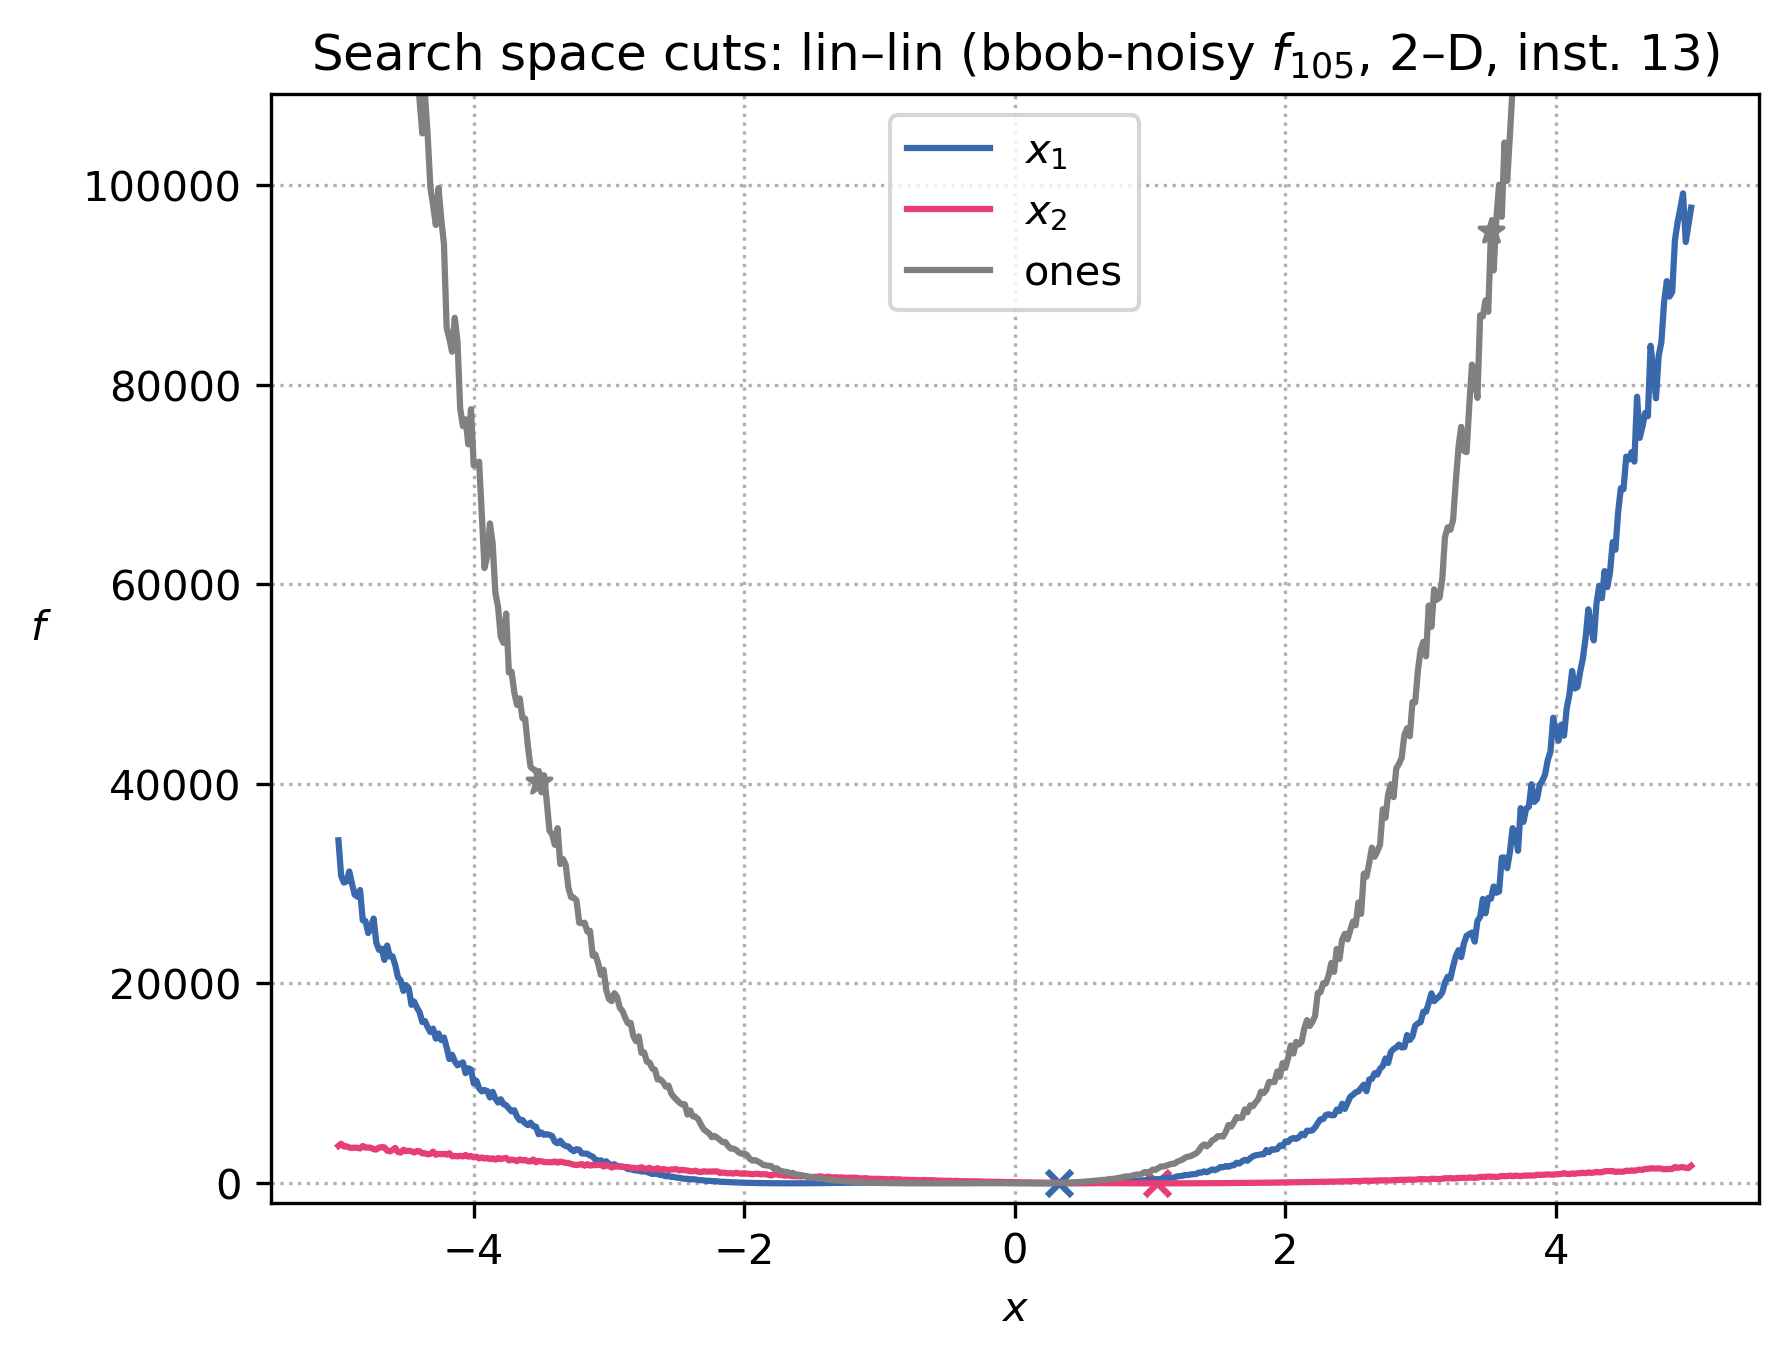 Search space cuts: lin–lin (bbob-noisy f₁₀₅, 2–D, inst. 13)
x₁
x₂
ones
100000
80000
60000
40000
20000
0
f
−4
−2
0
2
4
x